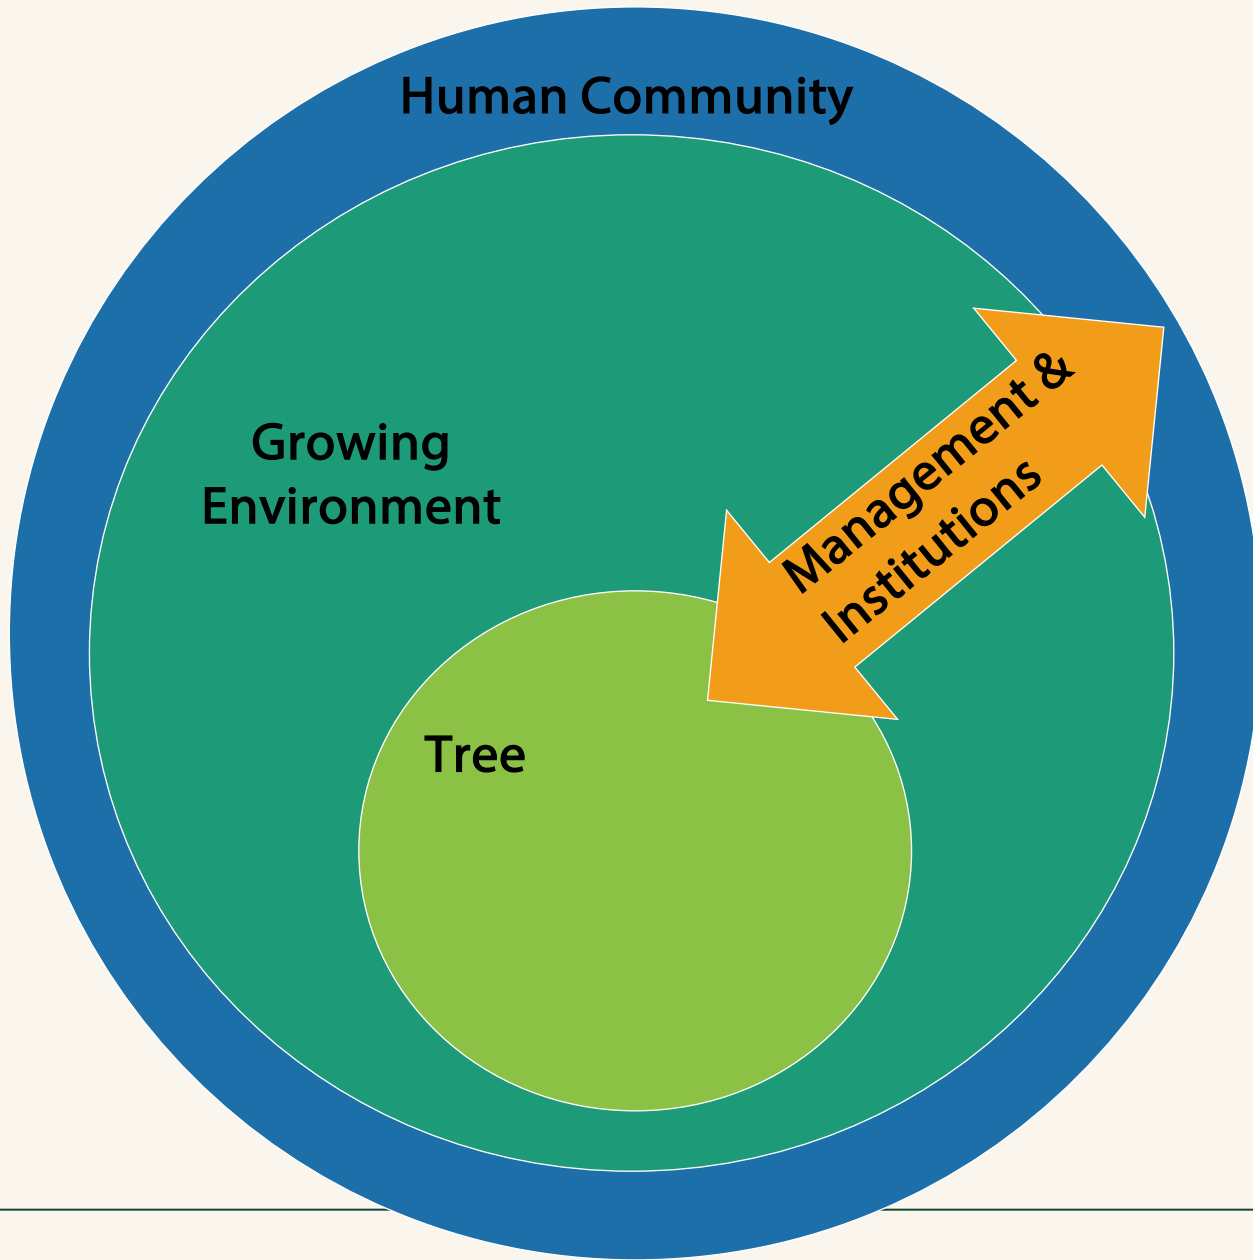 Human Community
Growing
Environment
Management &
Institutions
Tree